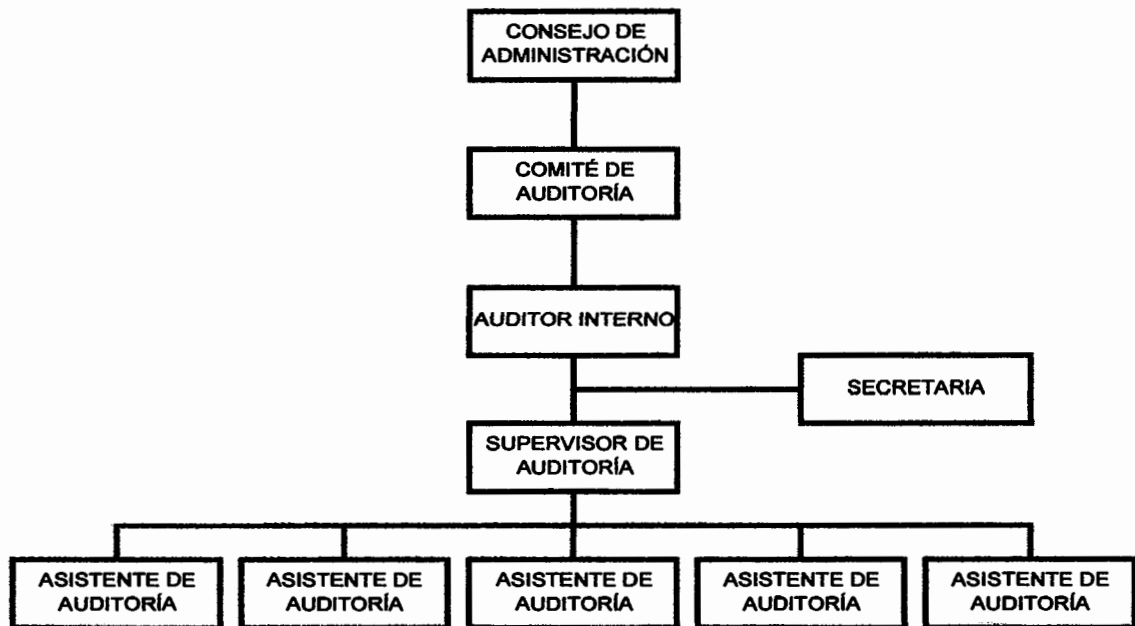 CONSEJO DE
ADMINISTRACIÓN
COMITÉ DE
AUDITORÍA
AUDITOR INTERNO
SECRETARIA
SUPERVISOR DE
AUDITORÍA
ASISTENTE DE
AUDITORÍA
ASISTENTE DE
AUDITORÍA
ASISTENTE DE
AUDITORÍA
ASISTENTE DE
AUDITORÍA
ASISTENTE DE
AUDITORÍA